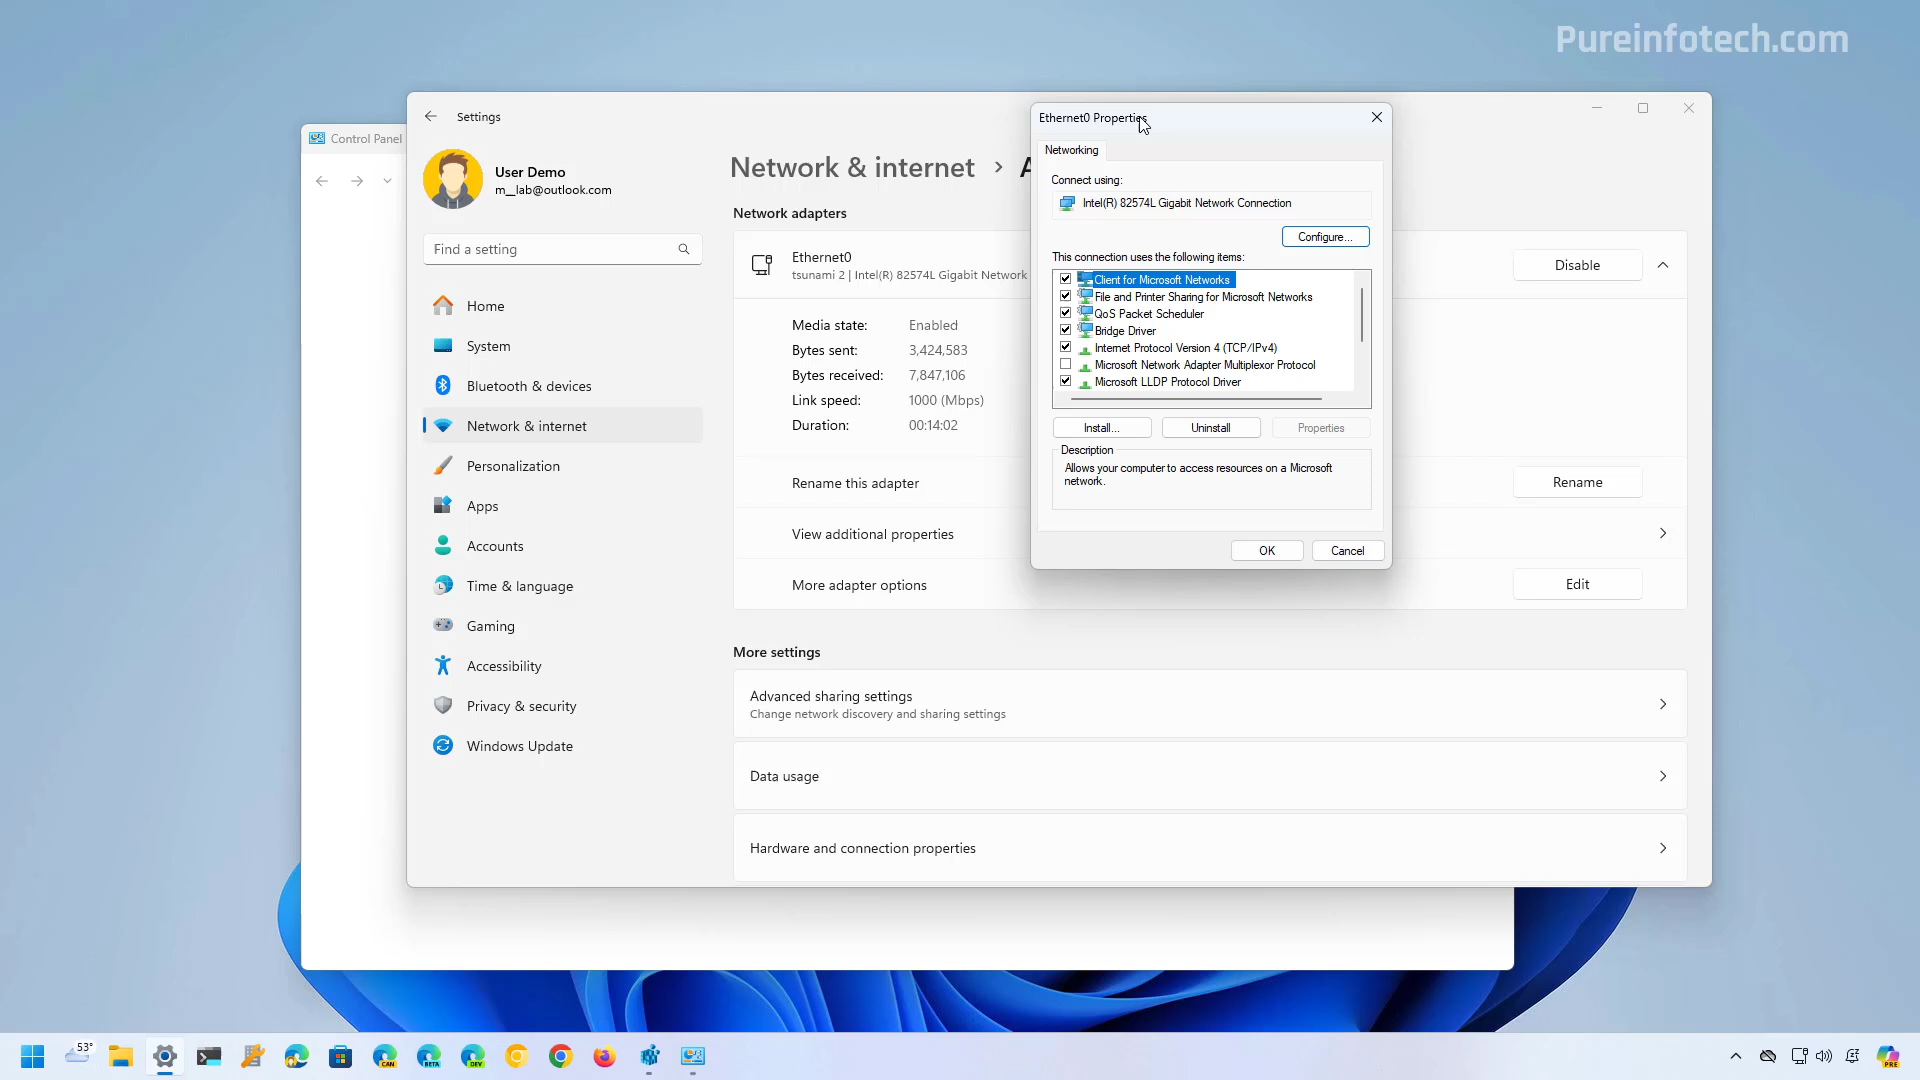 Pureinfotech.com
Control Panel
Settings
User Demo
m__lab@outlook.com
Find a setting
Home
System
Bluetooth & devices
Network & internet
Personalization
Apps
Accounts
Time & language
Gaming
Accessibility
Privacy & security
Windows Update
Network & internet > A
Network adapters
Ethernet0
tsunami 2 | Intel(R) 82574L Gigabit Network
Disable
Media state: Enabled
Bytes sent: 3,424,583
Bytes received: 7,847,106
Link speed: 1000 (Mbps)
Duration: 00:14:02
Rename this adapter
Rename
View additional properties
More adapter options
Edit
More settings
Advanced sharing settings
Change network discovery and sharing settings
Data usage
Hardware and connection properties
Ethernet0 Properties
Networking
Connect using:
Intel(R) 82574L Gigabit Network Connection
Configure...
This connection uses the following items:
Client for Microsoft Networks
File and Printer Sharing for Microsoft Networks
QoS Packet Scheduler
Bridge Driver
Internet Protocol Version 4 (TCP/IPv4)
Microsoft Network Adapter Multiplexor Protocol
Microsoft LLDP Protocol Driver
Install...
Uninstall
Properties
Description
Allows your computer to access resources on a Microsoft
network.
OK
Cancel
53°
CAN
BETA
DEV
PRE